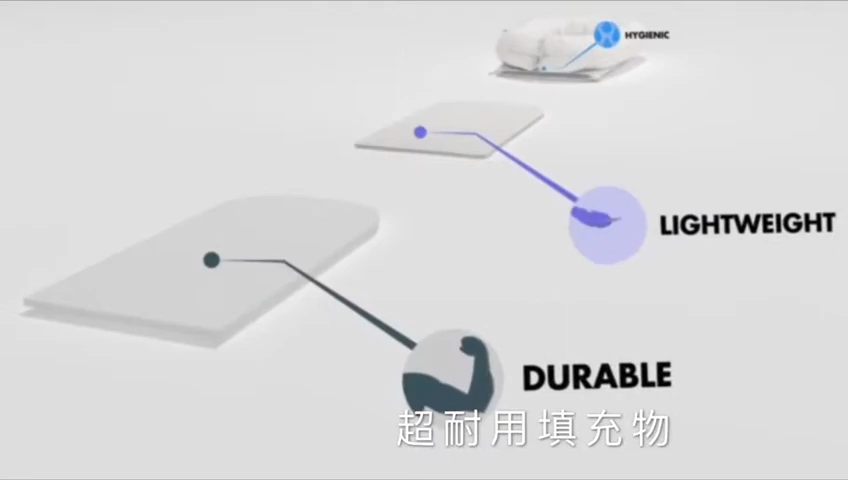 HYGIENIC
LIGHTWEIGHT
DURABLE
超耐用填充物